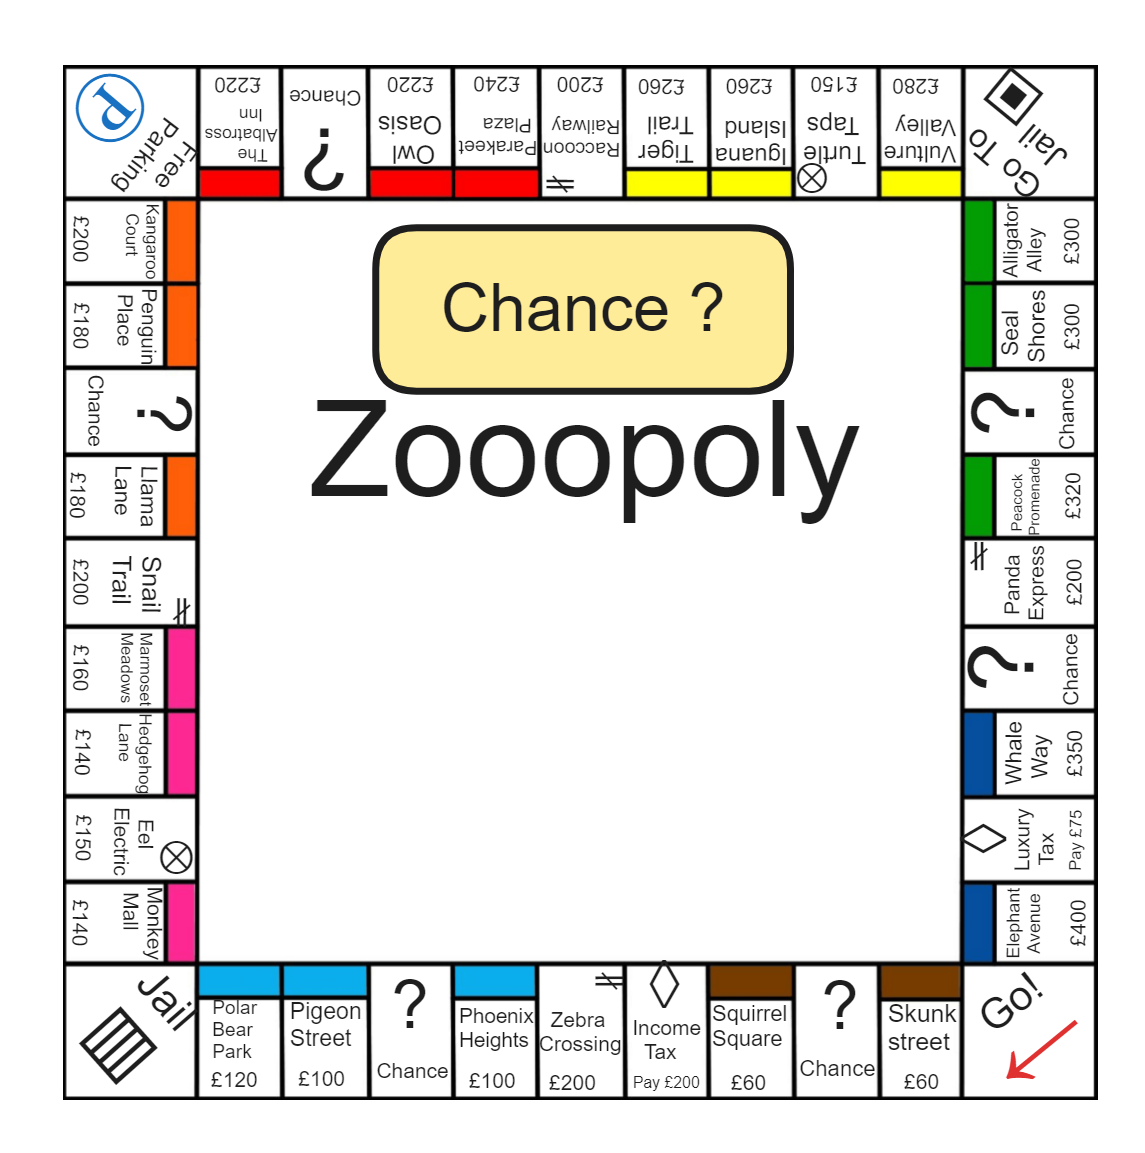 P
Free
Parking
£220
The
Albatross
Inn
Chance
?
£220
Owl
Oasis
£240
Parakeet
Plaza
£200
Raccoon
Railway
£260
Tiger
Trail
£260
Iguana
Island
£150
Turtle
Taps
£280
Vulture
Valley
Go To
Jail
Kangaroo
Court
£200
Penguin
Place
£180
Chance
?
Llama
Lane
£180
Snail
Trail
£200
Marmoset
Meadows
£160
Hedgehog
Lane
£140
Eel
Electric
£150
Monkey
Mall
£140
Chance ?
Zooopoly
Alligator
Alley
£300
Seal
Shores
£300
?
Chance
Peacock
Promenade
£320
Panda
Express
£200
?
Chance
Whale
Way
£350
Luxury
Tax
Pay £75
Elephant
Avenue
£400
Jail
Polar
Bear
Park
£120
Pigeon
Street
£100
?
Chance
Phoenix
Heights
£100
Zebra
Crossing
£200
Income
Tax
Pay £200
Squirrel
Square
£60
?
Chance
Skunk
street
£60
Go!